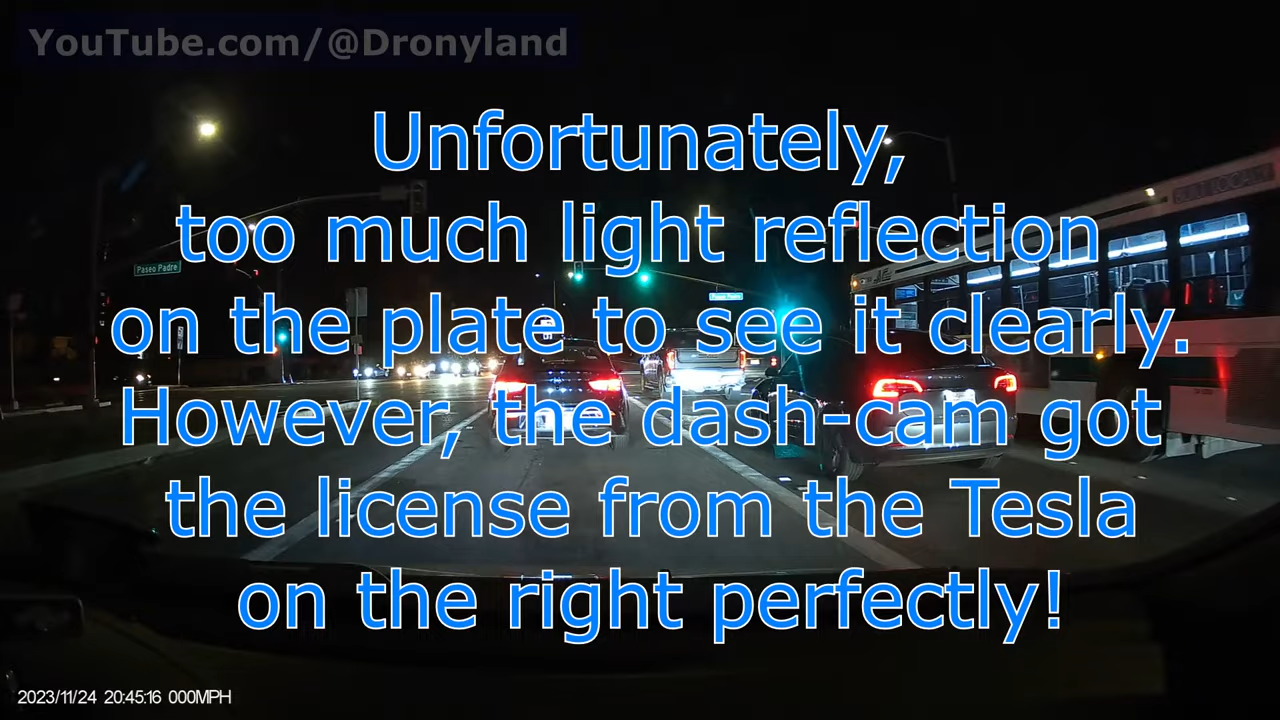 YouTube.com/@Dronyland
Unfortunately,
too much light reflection
on the plate to see it clearly.
However, the dash-cam got
the license from the Tesla
on the right perfectly!
Paseo Padre
Paseo Padre
2023/11/24 20:45:16 000MPH